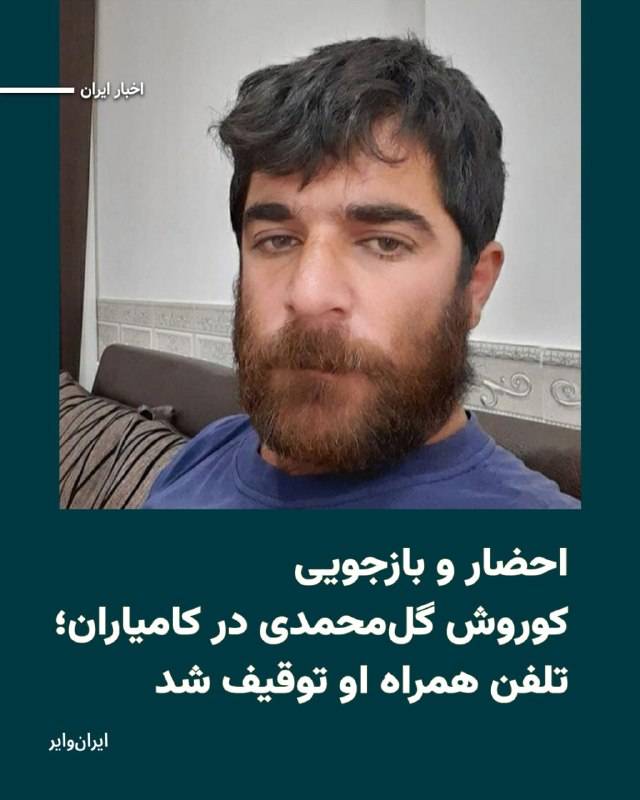 اخبار ایران
احضار و بازجویی
کوروش گل‌محمدی در کامیاران؛
تلفن همراه او توقیف شد
ایران‌وایر